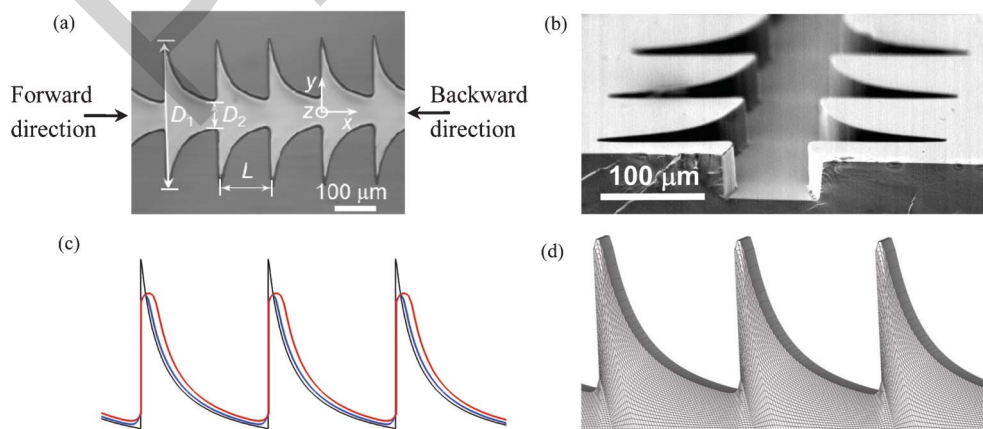 (a)
(b)
Forward
direction
Backward
direction
D1
D2
y
z
x
L
100 μm
100 μm
(c)
(d)